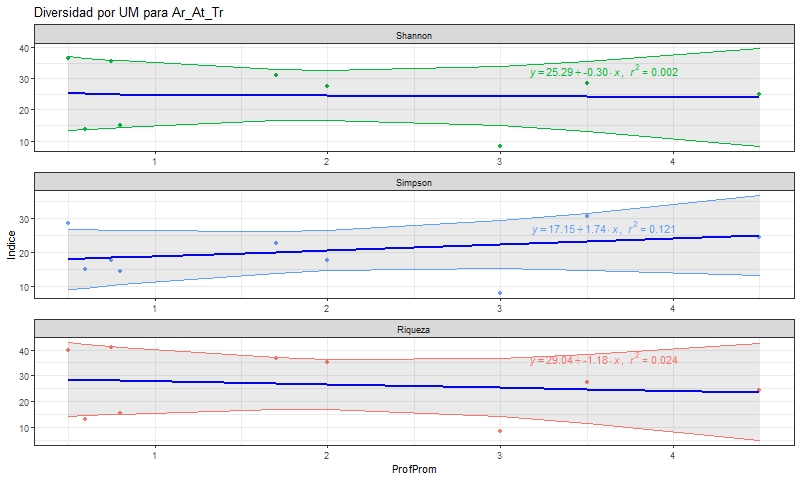 Diversidad por UM para Ar_At_Tr
Shannon
40
30
20
10
y = 25.29 + -0.30 · x, r² = 0.002
1 2 3 4
Simpson
30
20
10
y = 17.15 + 1.74 · x, r² = 0.121
1 2 3 4
Indice
Riqueza
40
30
20
10
y = 29.04 + -1.18 · x, r² = 0.024
1 2 3 4
ProfProm